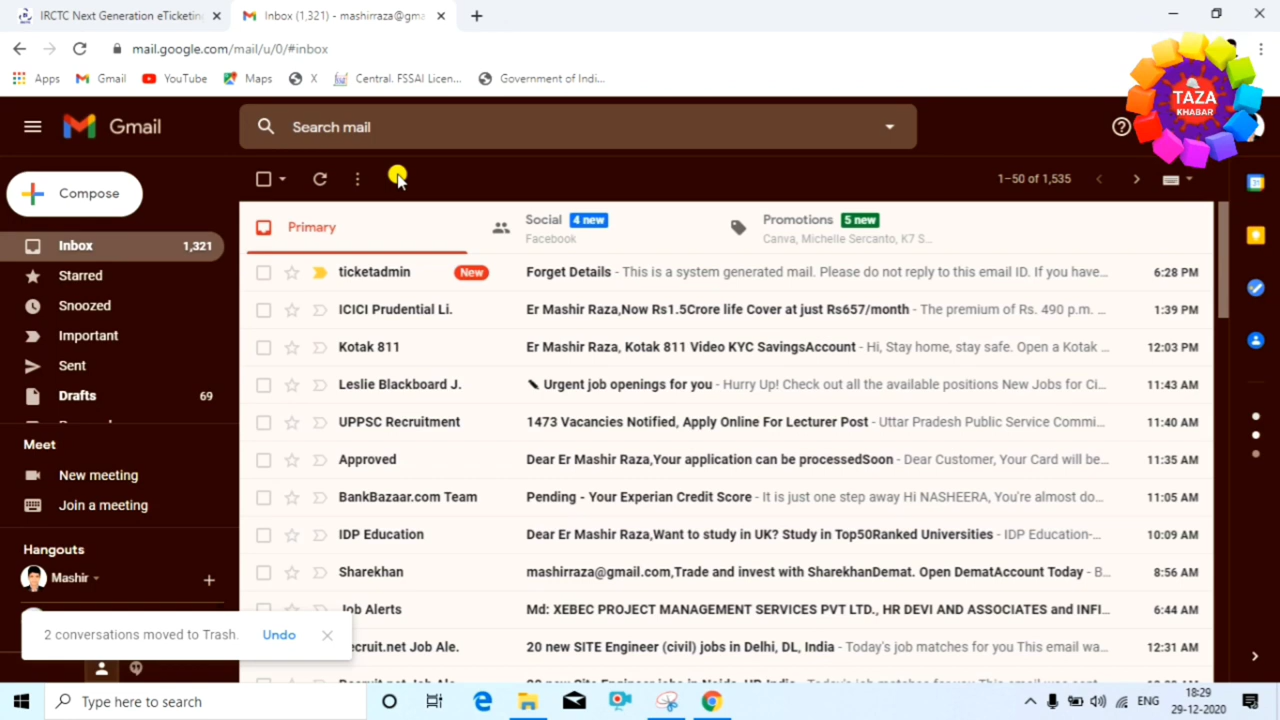 IRCTC Next Generation eTicketing
Inbox (1,321) - mashirraza@gma
mail.google.com/mail/u/0/#inbox
Apps Gmail YouTube Maps X Central. FSSAI Licen... Government of Indi...
TAZA
KHABAR
Gmail
Search mail
Compose
1–50 of 1,535
Inbox 1,321
Starred
Snoozed
Important
Sent
Drafts 69
Meet
New meeting
Join a meeting
Hangouts
Mashir
Primary
Social 4 new
Facebook
Promotions 5 new
Canva, Michelle Sercanto, K7 S...
ticketadmin New Forget Details - This is a system generated mail. Please do not reply to this email ID. If you have... 6:28 PM
ICICI Prudential Li. Er Mashir Raza,Now Rs1.5Crore life Cover at just Rs657/month - The premium of Rs. 490 p.m. ... 1:39 PM
Kotak 811 Er Mashir Raza, Kotak 811 Video KYC SavingsAccount - Hi, Stay home, stay safe. Open a Kotak ... 12:03 PM
Leslie Blackboard J. Urgent job openings for you - Hurry Up! Check out all the available positions New Jobs for Ci... 11:43 AM
UPPSC Recruitment 1473 Vacancies Notified, Apply Online For Lecturer Post - Uttar Pradesh Public Service Commi... 11:40 AM
Approved Dear Er Mashir Raza,Your application can be processedSoon - Dear Customer, Your Card will be... 11:35 AM
BankBazaar.com Team Pending - Your Experian Credit Score - It is just one step away Hi NASHEERA, You're almost do... 11:05 AM
IDP Education Dear Er Mashir Raza,Want to study in UK? Study in Top50Ranked Universities - IDP Education-... 10:09 AM
Sharekhan mashirraza@gmail.com,Trade and invest with SharekhanDemat. Open DematAccount Today - B... 8:56 AM
Job Alerts Md: XEBEC PROJECT MANAGEMENT SERVICES PVT LTD., HR DEVI AND ASSOCIATES and INFI... 6:44 AM
ecruit.net Job Ale. 20 new SITE Engineer (civil) jobs in Delhi, DL, India - Today's job matches for you This email wa... 12:31 AM
2 conversations moved to Trash. Undo
Type here to search
ENG
18:29
29-12-2020